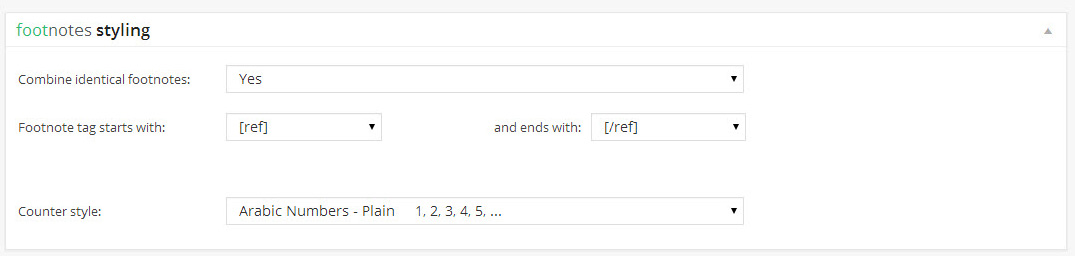 footnotes styling
Combine identical footnotes: Yes
Footnote tag starts with: [ref] and ends with: [/ref]
Counter style: Arabic Numbers - Plain 1, 2, 3, 4, 5, ...